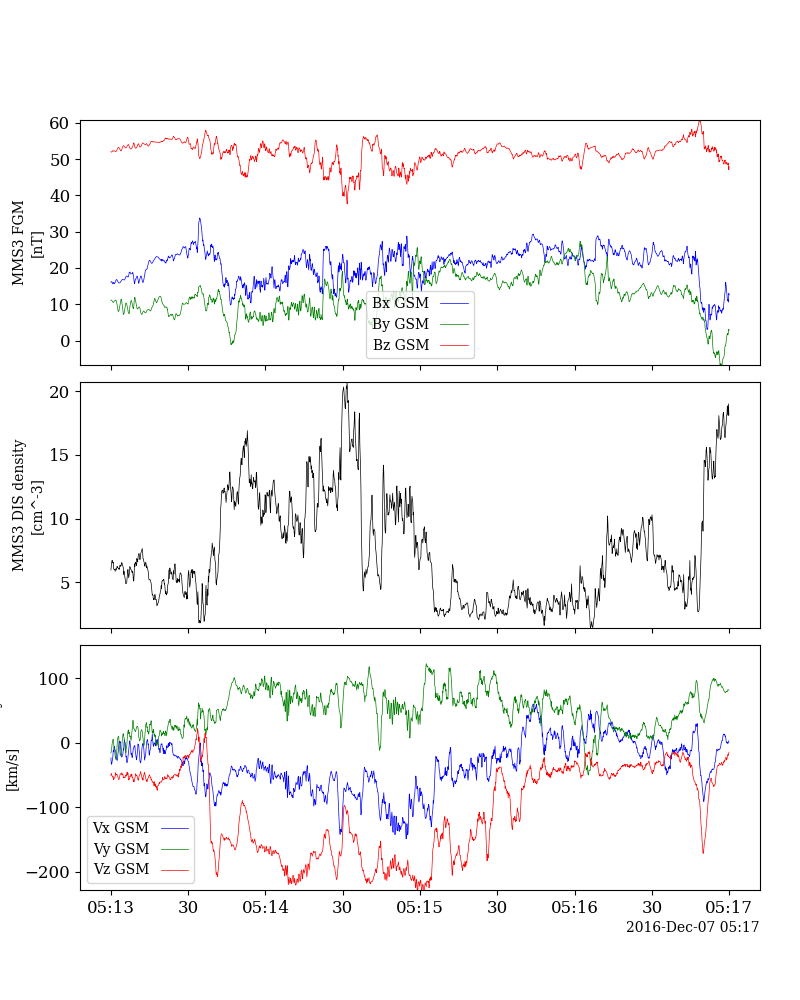 60
50
40
30
20
10
0
MMS3 FGM
[nT]
Bx GSM
By GSM
Bz GSM
20
15
10
5
MMS3 DIS density
[cm^-3]
100
0
−100
−200
[km/s]
Vx GSM
Vy GSM
Vz GSM
05:13 30 05:14 30 05:15 30 05:16 30 05:17
2016-Dec-07 05:17